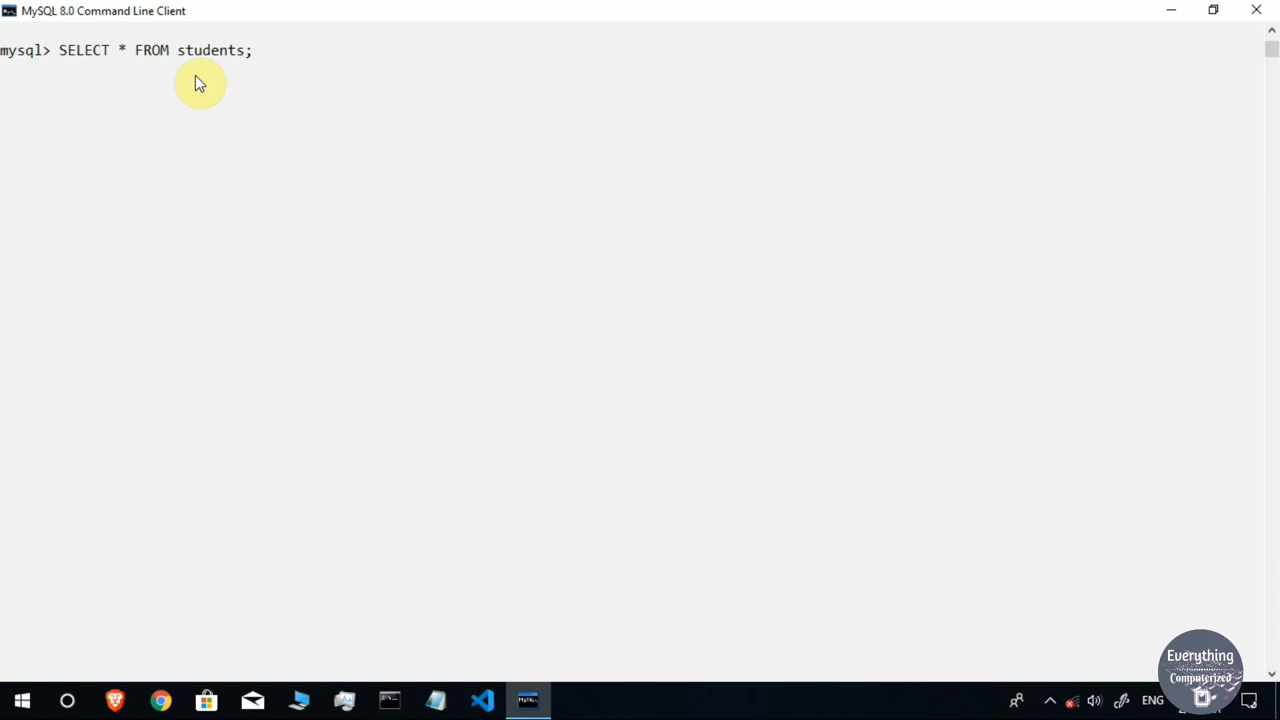 MySQL 8.0 Command Line Client
mysql> SELECT * FROM students;
Everything
Computerized
ENG